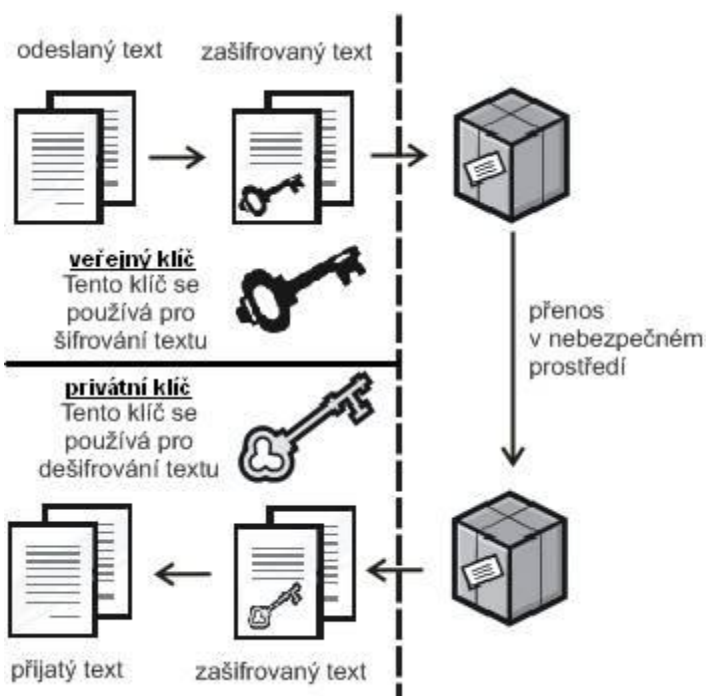 odeslaný text
zašifrovaný text
veřejný klíč
Tento klíč se
používá pro
šifrování textu
přenos
v nebezpečném
prostředí
privátní klíč
Tento klíč se
používá pro
dešifrování textu
přijatý text
zašifrovaný text